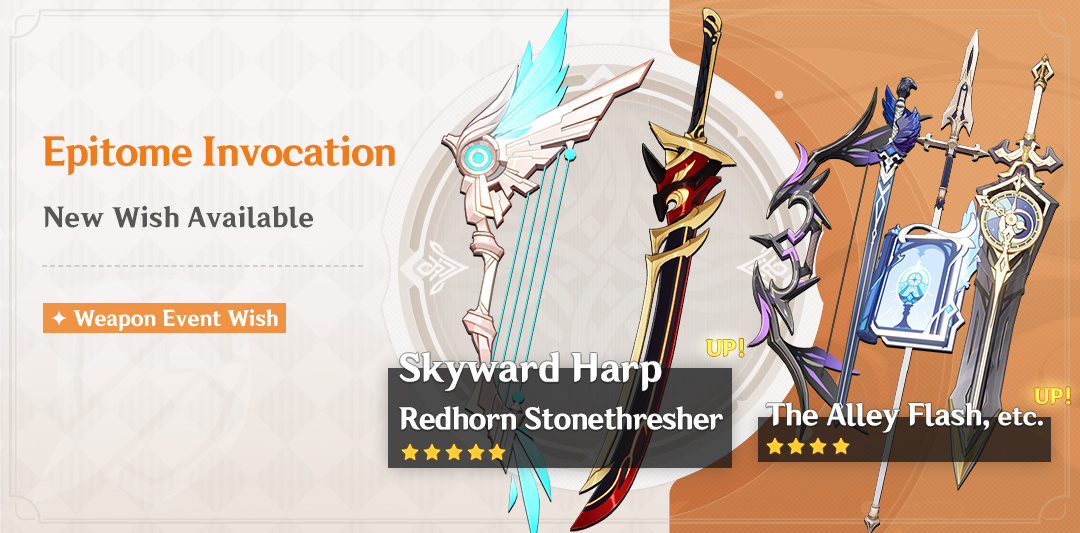 Epitome Invocation
New Wish Available
✦ Weapon Event Wish
UP!
Skyward Harp
Redhorn Stonethresher
UP!
The Alley Flash, etc.